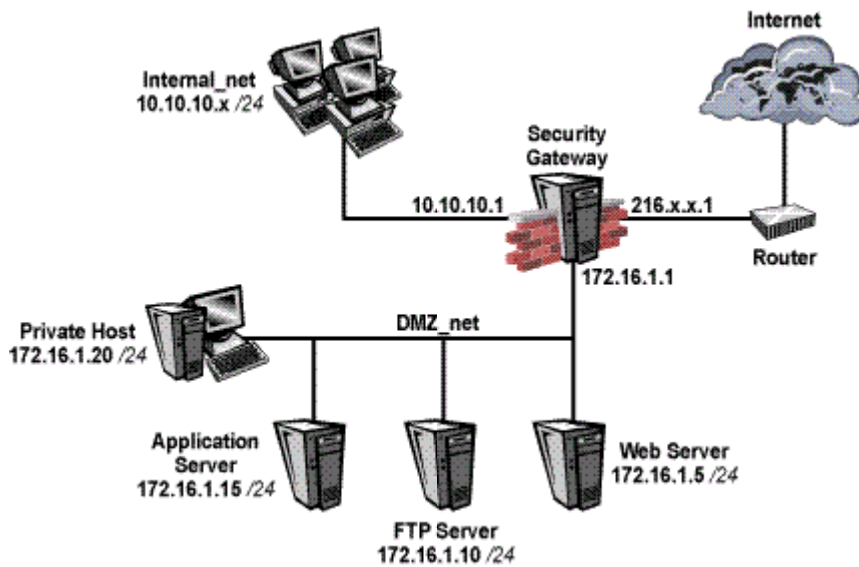 Internet
Internal_net
10.10.10.x /24
Security
Gateway
10.10.10.1
216.x.x.1
Router
172.16.1.1
DMZ_net
Private Host
172.16.1.20 /24
Application
Server
172.16.1.15 /24
FTP Server
172.16.1.10 /24
Web Server
172.16.1.5 /24